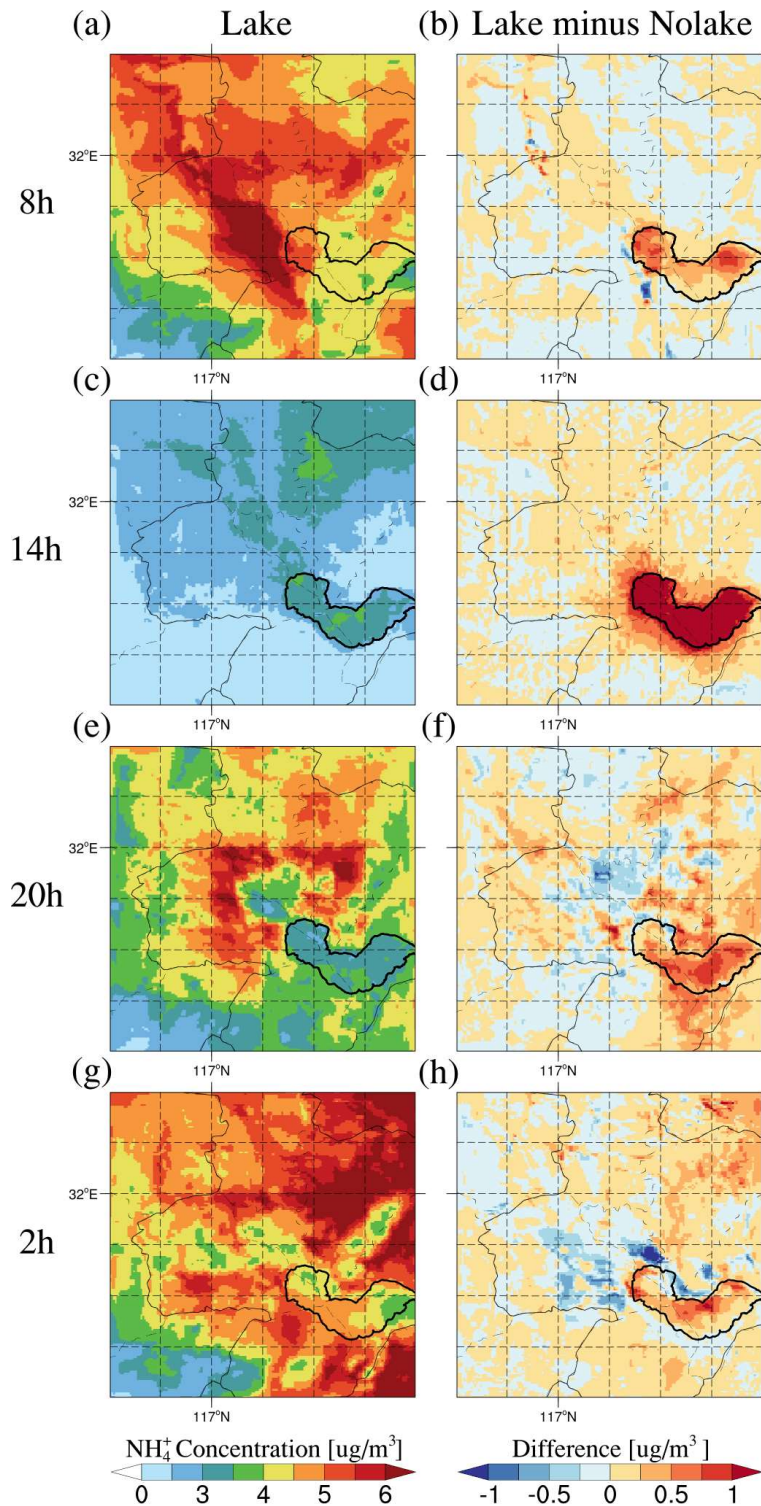 (a) Lake (b) Lake minus Nolake
8h 32°E
117°N 117°N
(c) (d)
14h 32°E
117°N 117°N
(e) (f)
20h 32°E
117°N 117°N
(g) (h)
2h 32°E
117°N 117°N
NH₄⁺ Concentration [ug/m³] Difference [ug/m³ ]
0 3 4 5 6 -1 -0.5 0 0.5 1